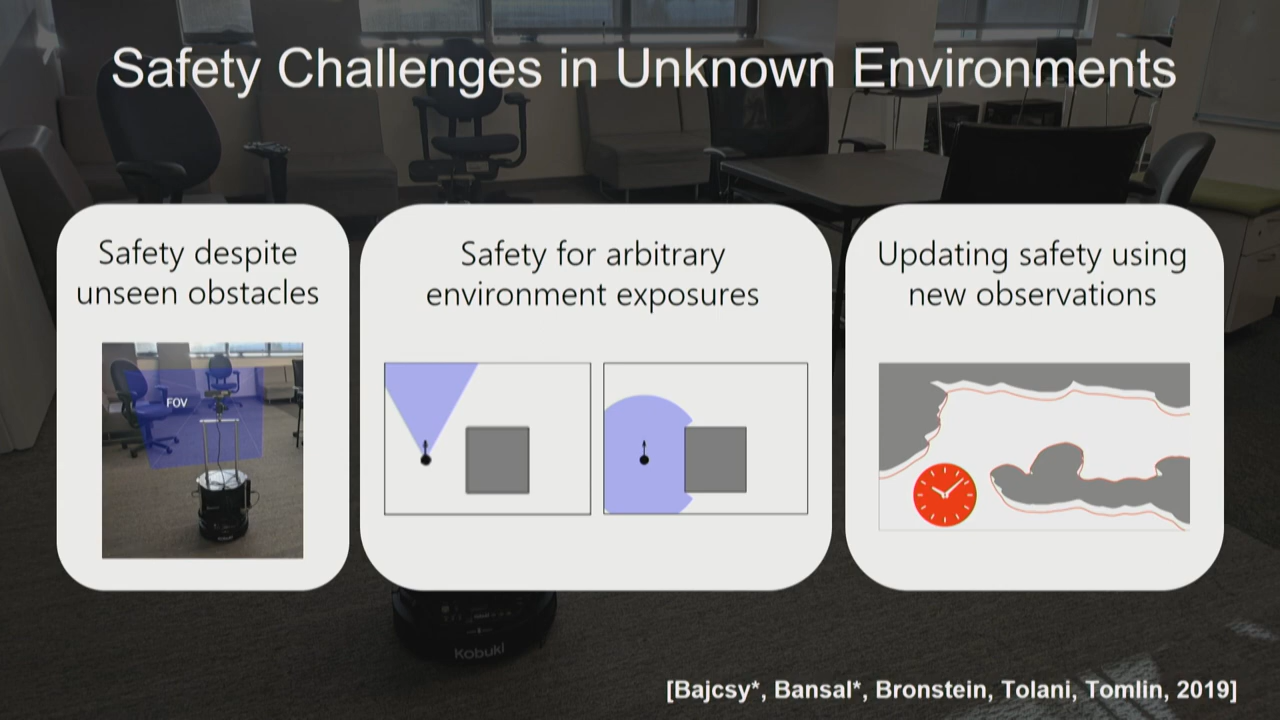 Safety Challenges in Unknown Environments
Safety despite
unseen obstacles
FOV
Safety for arbitrary
environment exposures
Updating safety using
new observations
Kobuki
[Bajcsy*, Bansal*, Bronstein, Tolani, Tomlin, 2019]